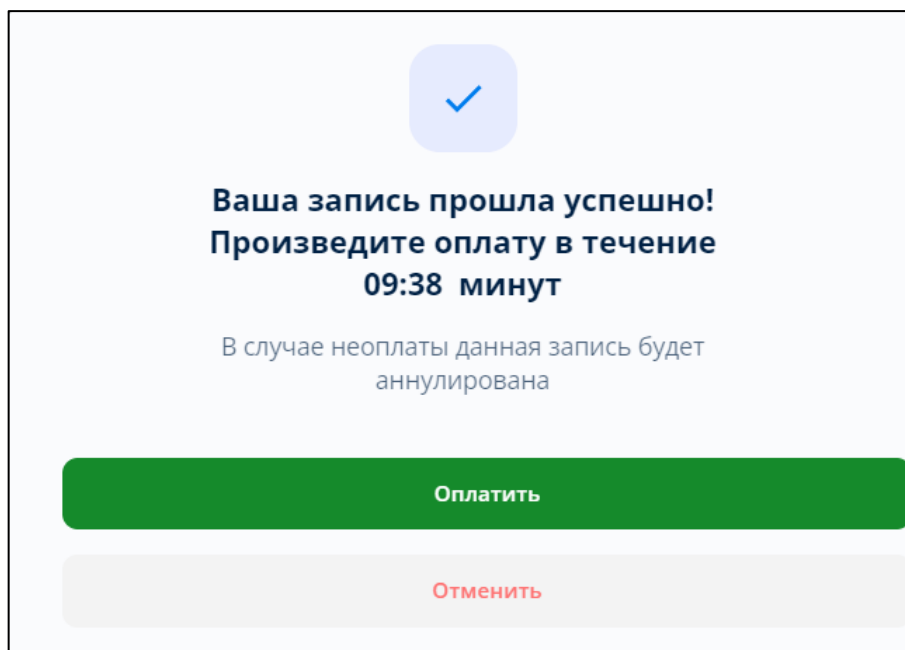 Ваша запись прошла успешно!
Произведите оплату в течение
09:38 минут
В случае неоплаты данная запись будет
аннулирована
Оплатить
Отменить